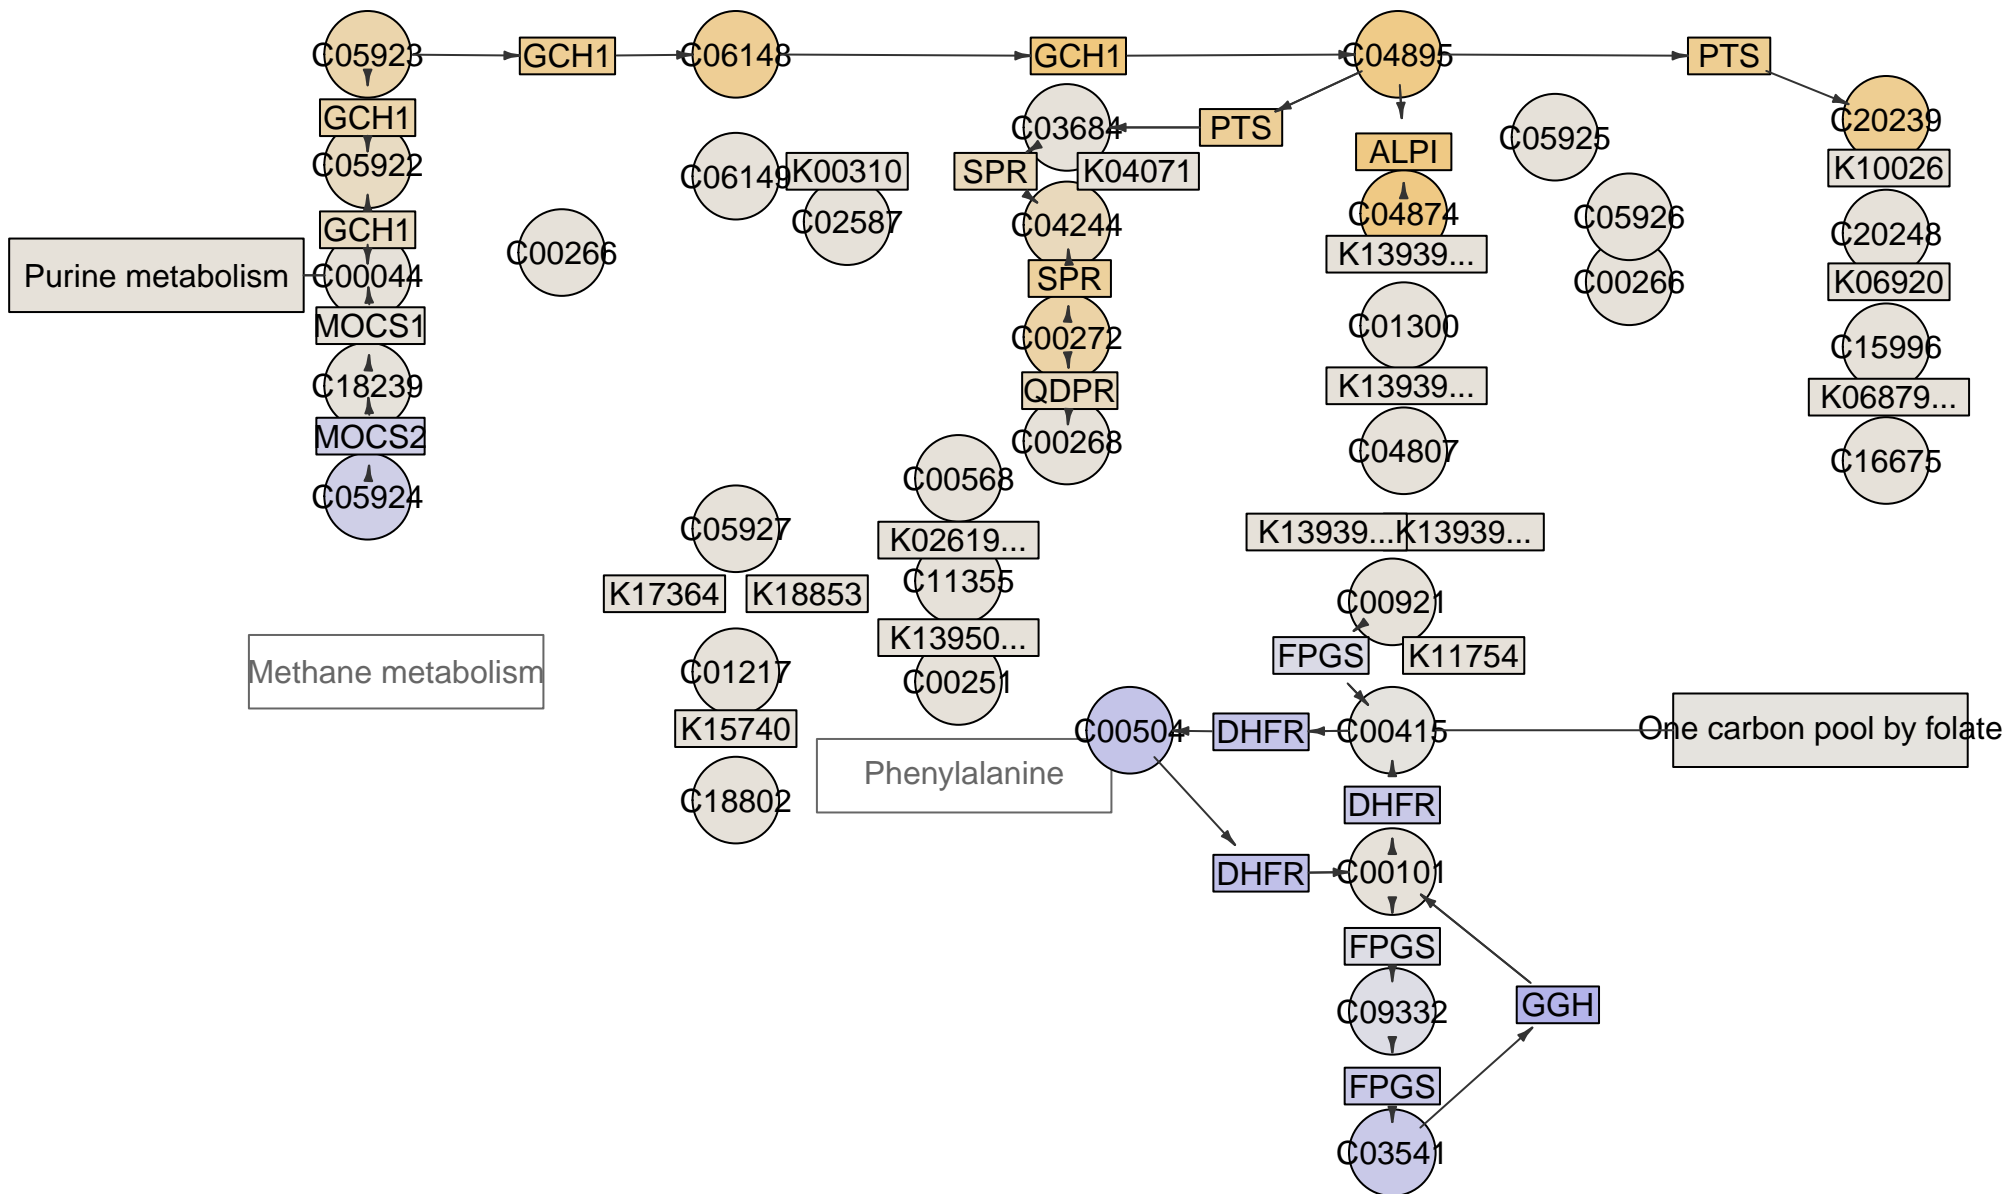 C05923
GCH1
C06148
GCH1
C04895
PTS
GCH1
C03684
PTS
C20239
C05925
ALPI
C05922
C06149
K00310
SPR
K04071
K10026
GCH1
C00266
C02587
C04244
C04874
C05926
C20248
K13939...
Purine metabolism
C00044
SPR
C00266
K06920
MOCS1
C00272
C01300
C15996
C18239
QDPR
K13939...
K06879...
MOCS2
C00268
C04807
C16675
C05924
C00568
C05927
K02619...
K13939...
K13939...
K17364
K18853
C11355
C00921
K13950...
FPGS
K11754
Methane metabolism
C01217
C00251
K15740
C00504
DHFR
C00415
One carbon pool by folate
Phenylalanine
C18802
DHFR
DHFR
C00101
FPGS
C09332
GGH
FPGS
C03541